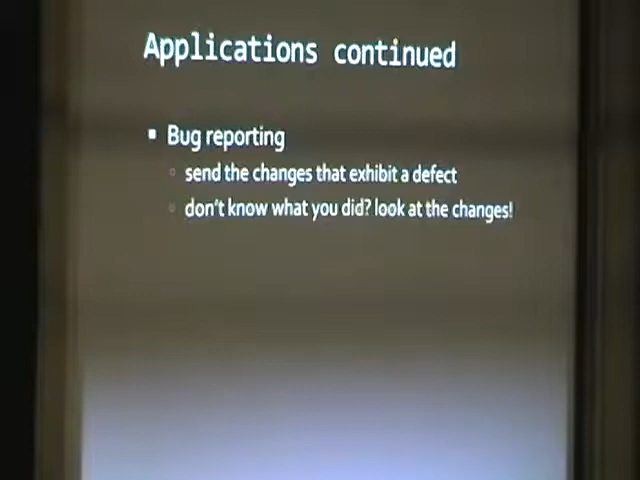 Applications continued
Bug reporting
send the changes that exhibit a defect
don't know what you did? look at the changes!